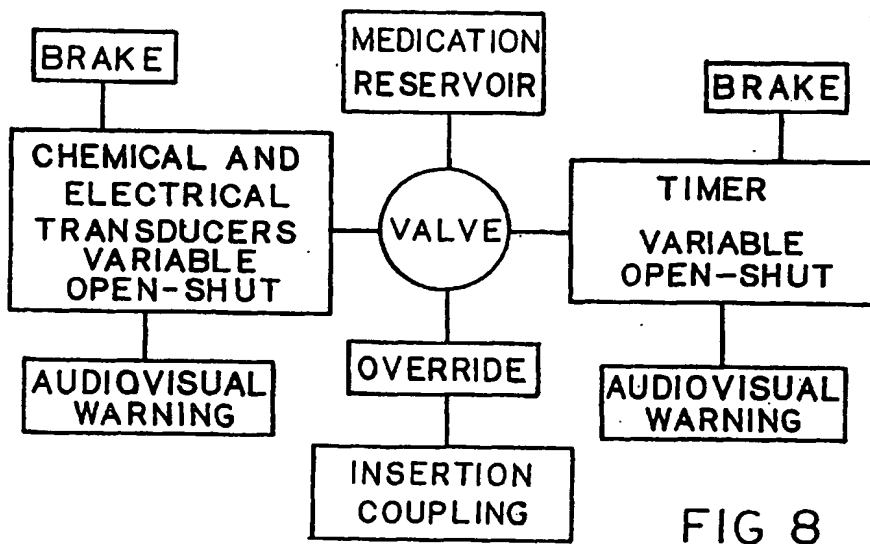 BRAKE
MEDICATION
RESERVOIR
BRAKE
CHEMICAL AND
ELECTRICAL
TRANSDUCERS
VARIABLE
OPEN-SHUT
VALVE
TIMER
VARIABLE
OPEN-SHUT
AUDIOVISUAL
WARNING
OVERRIDE
AUDIOVISUAL
WARNING
INSERTION
COUPLING
FIG 8